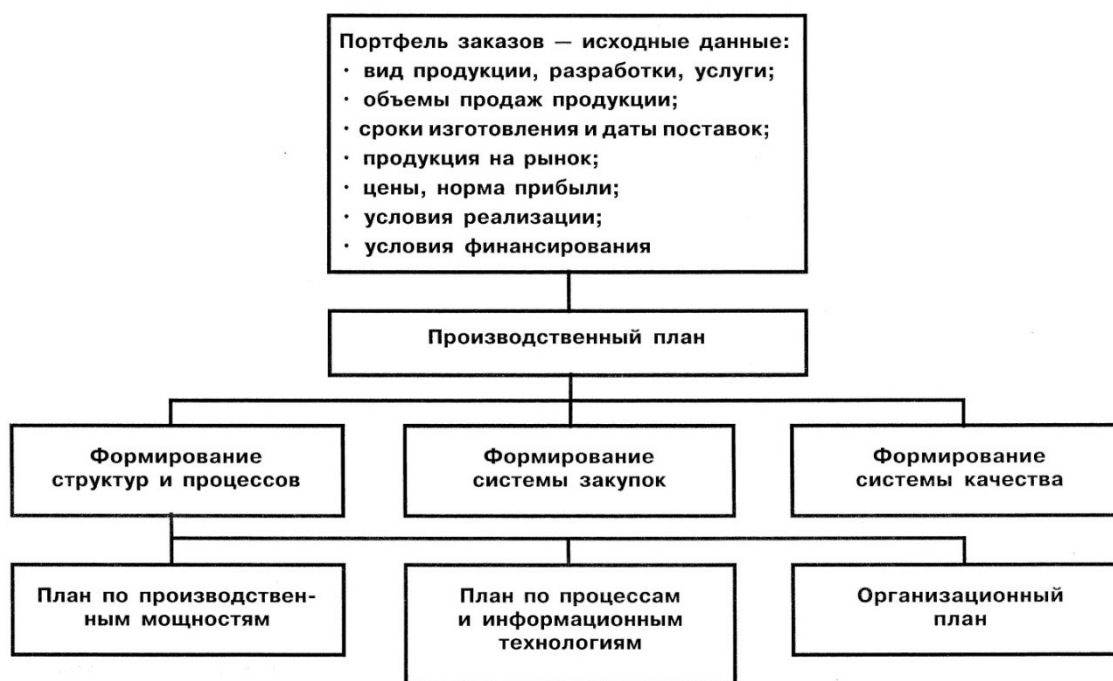 Портфель заказов — исходные данные:
· вид продукции, разработки, услуги;
· объемы продаж продукции;
· сроки изготовления и даты поставок;
· продукция на рынок;
· цены, норма прибыли;
· условия реализации;
· условия финансирования
Производственный план
Формирование
структур и процессов
Формирование
системы закупок
Формирование
системы качества
План по производствен-
ным мощностям
План по процессам
и информационным
технологиям
Организационный
план